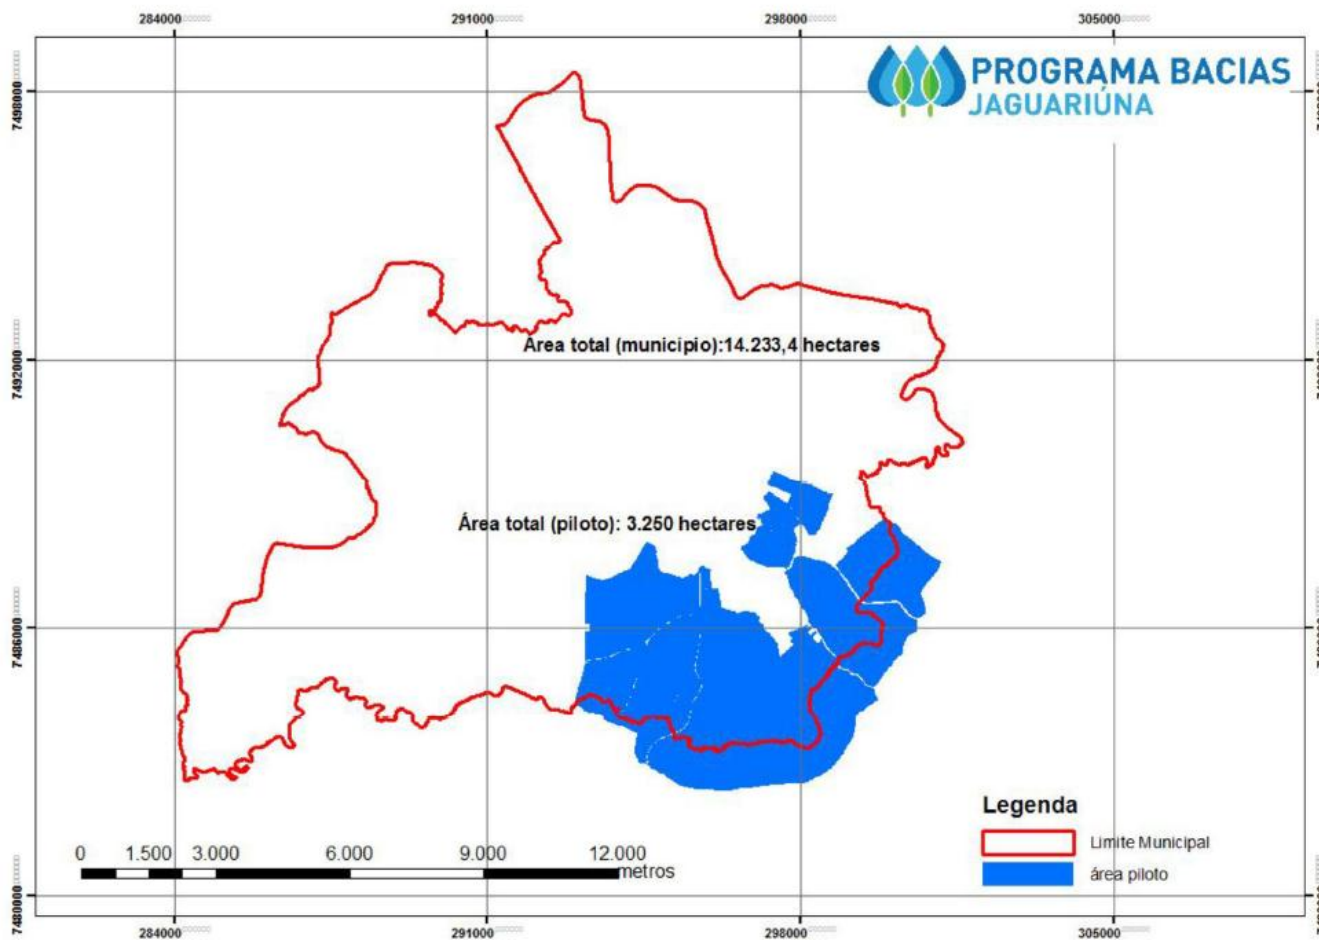 284000 291000 298000 305000
PROGRAMA BACIAS
JAGUARIÚNA
7498000
Área total (município):14.233,4 hectares
7492000
Área total (piloto): 3.250 hectares
7486000
Legenda
Limite Municipal
área piloto
0 1.500 3.000 6.000 9.000 12.000
metros
7480000
284000 291000 298000 305000